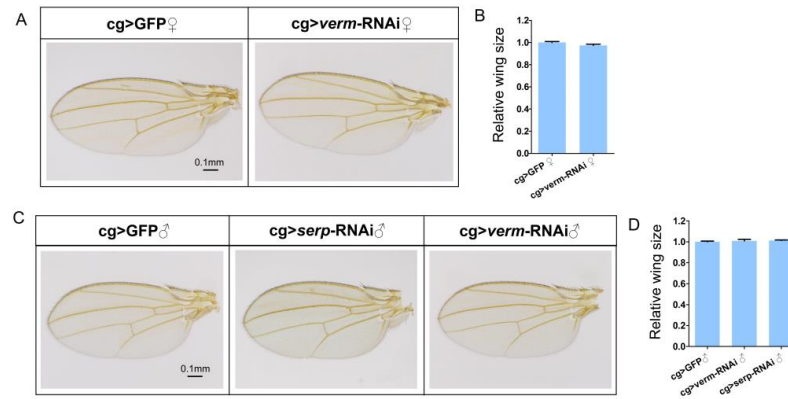 A
cg>GFP♀
cg>verm-RNAi♀
0.1mm
B
Relative wing size
1.2
1.0
0.8
0.6
0.4
0.2
0.0
cg>GFP♀
cg>verm-RNAi♀
C
cg>GFP♂
cg>serp-RNAi♂
cg>verm-RNAi♂
0.1mm
D
Relative wing size
1.2
1.0
0.8
0.6
0.4
0.2
0.0
cg>GFP♂
cg>verm-RNAi♂
cg>serp-RNAi♂